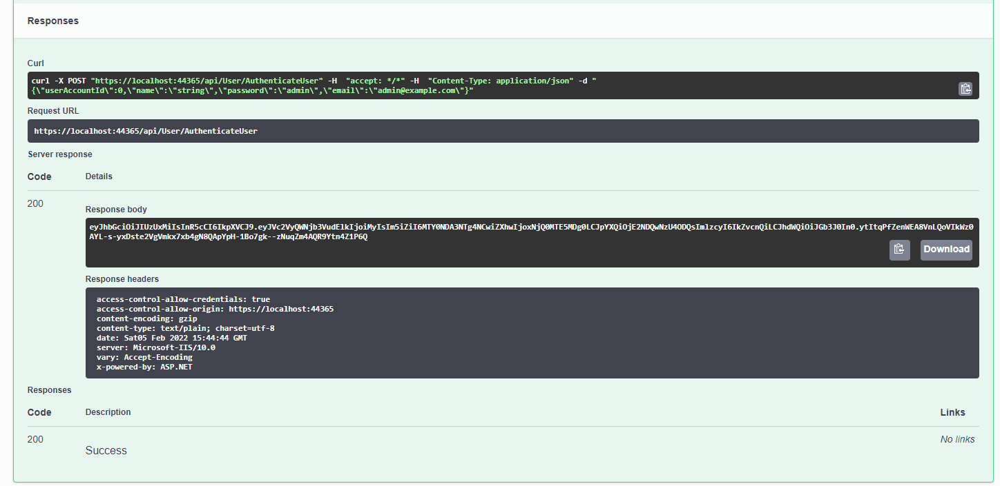 Responses
Curl
curl -X POST "https://localhost:44365/api/User/AuthenticateUser" -H  "accept: */*" -H  "Content-Type: application/json" -d "
{\"userAccountId\":0,\"name\":\"string\",\"password\":\"admin\",\"email\":\"admin@example.com\"}"
Request URL
https://localhost:44365/api/User/AuthenticateUser
Server response
Code Details
200
Response body
eyJhbGciOiJIUzUxMiIsInR5cCI6IkpXVCJ9.eyJVc2VyQWNjb3VudElkIjoiMyIsIm5iZiI6MTY0NDA3NTg4NCwiZXhwIjoxNjQ0MTE5MDg0LCJpYXQiOjE2NDQwNzU4ODQsImlzcyI6IkZvcnQiLCJhdWQiOiJGb3J0In0.ytItqPfZenWEA8VnLQoVIkWz0
AYL-s-yxDste2VgVmkx7xb4gN8QApYpH-1Bo7gk--zNuqZm4AQR9Ytn4Z1P6Q
Download
Response headers
access-control-allow-credentials: true
access-control-allow-origin: https://localhost:44365
content-encoding: gzip
content-type: text/plain; charset=utf-8
date: Sat05 Feb 2022 15:44:44 GMT
server: Microsoft-IIS/10.0
vary: Accept-Encoding
x-powered-by: ASP.NET
Responses
Code Description Links
200 No links
Success